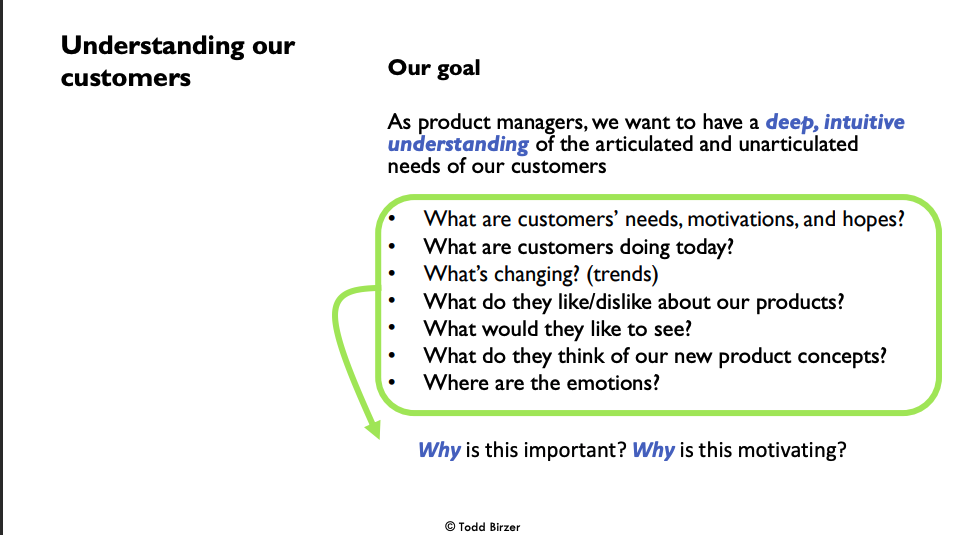 Understanding our
customers
Our goal
As product managers, we want to have a deep, intuitive
understanding of the articulated and unarticulated
needs of our customers
• What are customers’ needs, motivations, and hopes?
• What are customers doing today?
• What’s changing? (trends)
• What do they like/dislike about our products?
• What would they like to see?
• What do they think of our new product concepts?
• Where are the emotions?
Why is this important? Why is this motivating?
© Todd Birzer